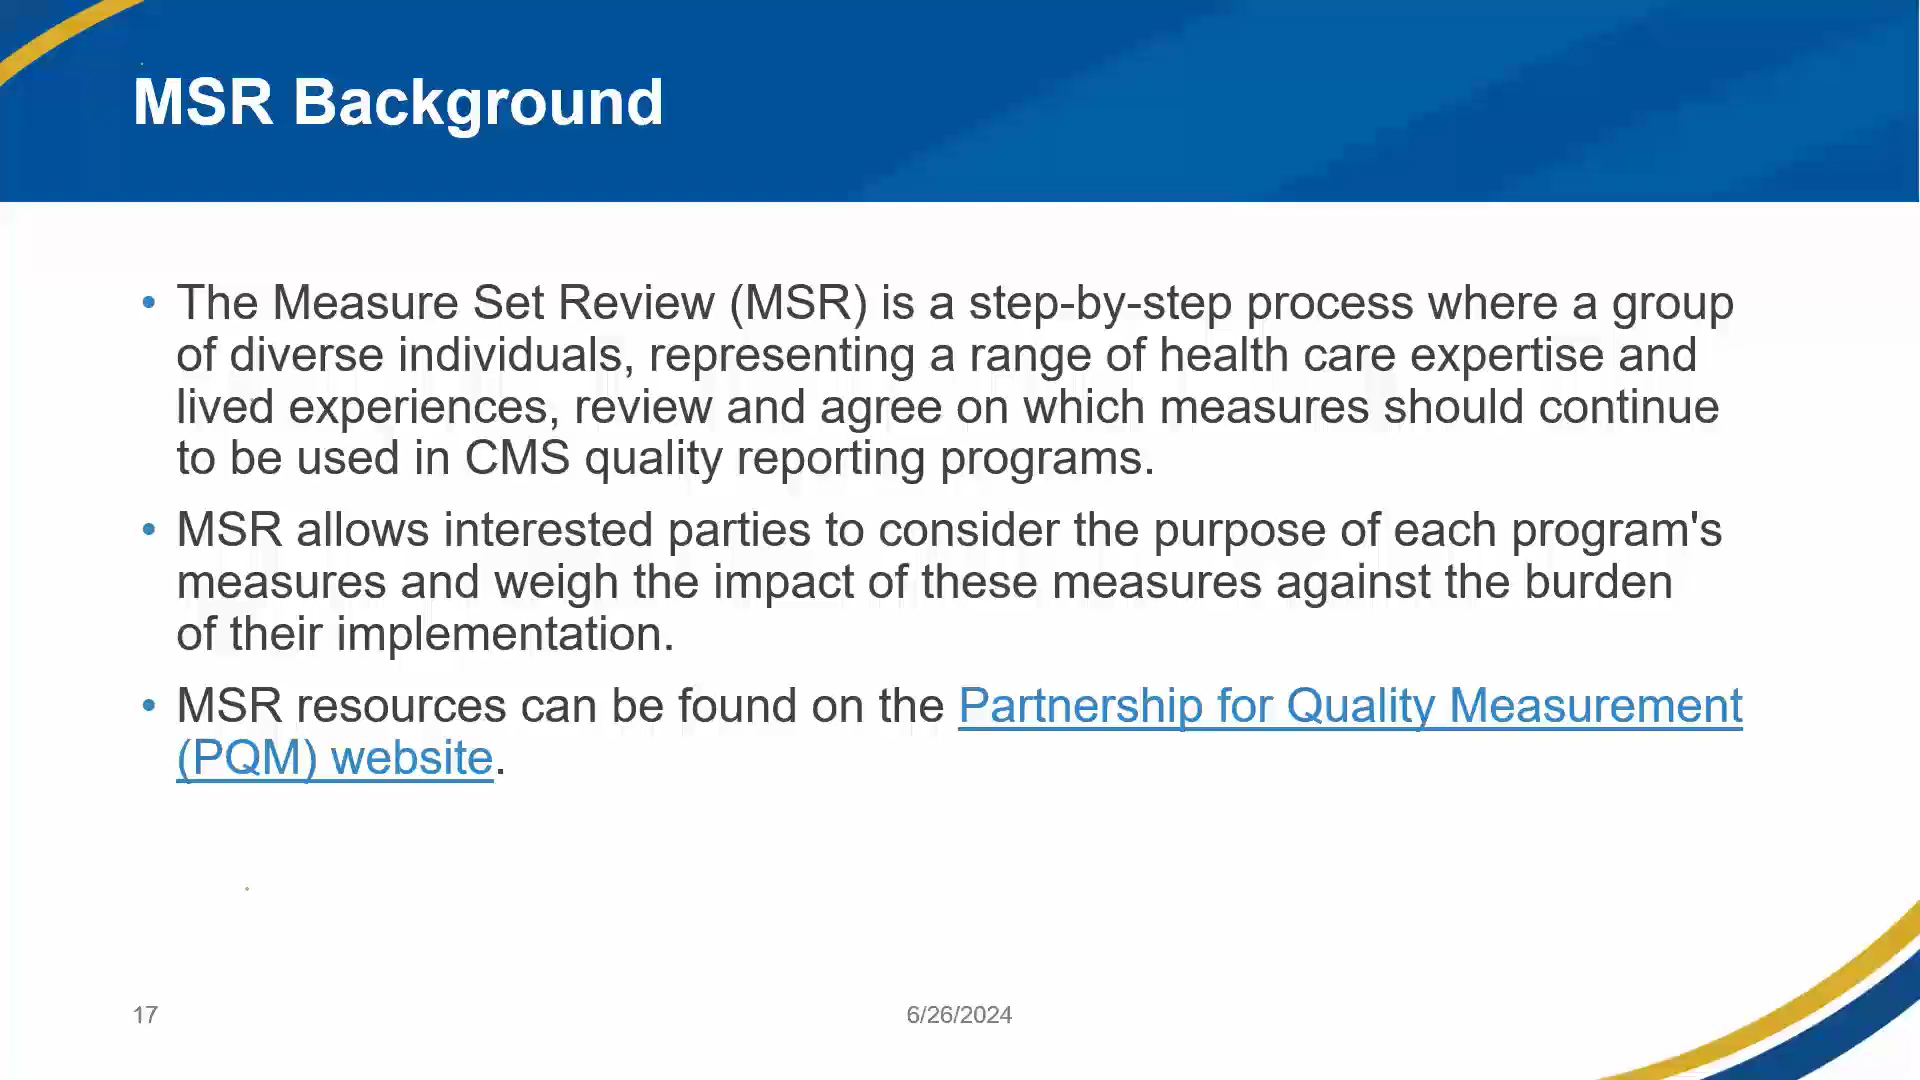 MSR Background
• The Measure Set Review (MSR) is a step-by-step process where a group
of diverse individuals, representing a range of health care expertise and
lived experiences, review and agree on which measures should continue
to be used in CMS quality reporting programs.
• MSR allows interested parties to consider the purpose of each program's
measures and weigh the impact of these measures against the burden
of their implementation.
• MSR resources can be found on the Partnership for Quality Measurement
(PQM) website.
17
6/26/2024